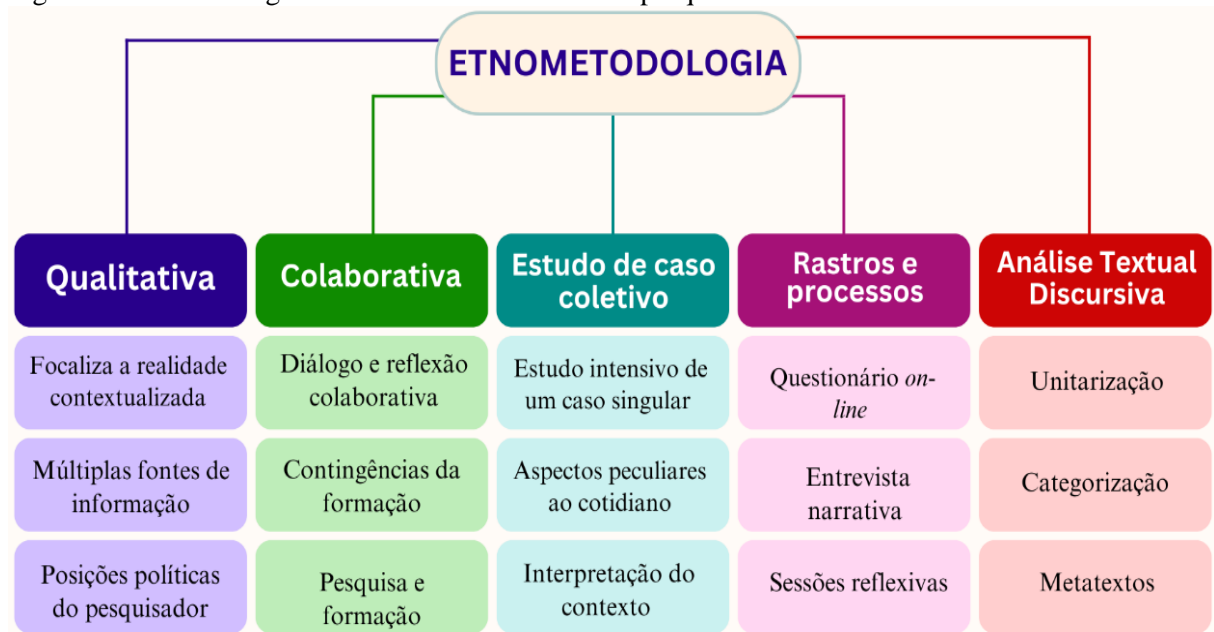 ETNOMETODOLOGIA
Qualitativa
Focaliza a realidade
contextualizada
Múltiplas fontes de
informação
Posições políticas
do pesquisador
Colaborativa
Diálogo e reflexão
colaborativa
Contingências da
formação
Pesquisa e
formação
Estudo de caso
coletivo
Estudo intensivo de
um caso singular
Aspectos peculiares
ao cotidiano
Interpretação do
contexto
Rastros e
processos
Questionário on-
line
Entrevista
narrativa
Sessões reflexivas
Análise Textual
Discursiva
Unitarização
Categorização
Metatextos